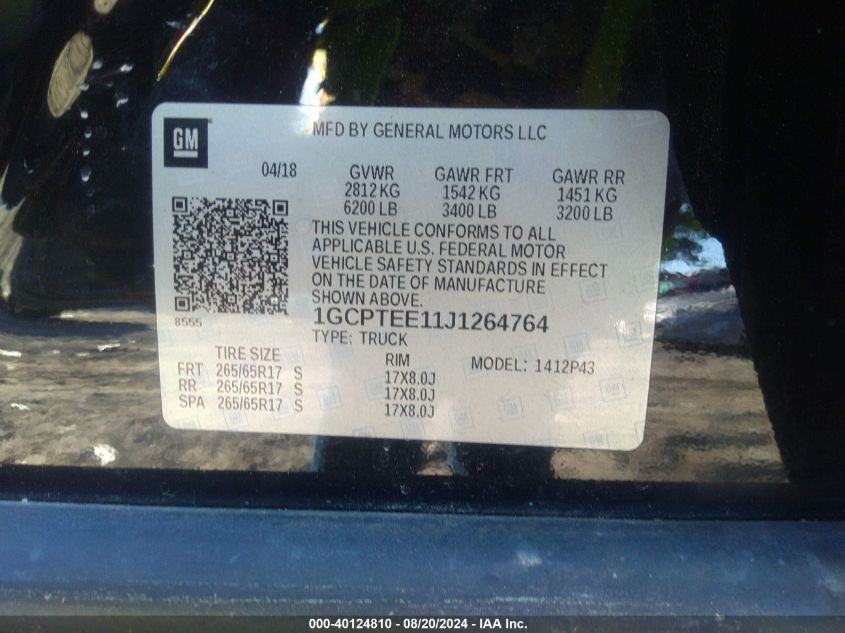 GM
MFD BY GENERAL MOTORS LLC
04/18 GVWR GAWR FRT GAWR RR
2812 KG 1542 KG 1451 KG
6200 LB 3400 LB 3200 LB
THIS VEHICLE CONFORMS TO ALL
APPLICABLE U.S. FEDERAL MOTOR
VEHICLE SAFETY STANDARDS IN EFFECT
ON THE DATE OF MANUFACTURE
SHOWN ABOVE.
8555
1GCPTEE11J1264764
TYPE: TRUCK
TIRE SIZE RIM MODEL: 1412P43
FRT 265/65R17 S 17X8.0J
RR 265/65R17 S 17X8.0J
SPA 265/65R17 S 17X8.0J
000-40124810 - 08/20/2024 - IAA Inc.